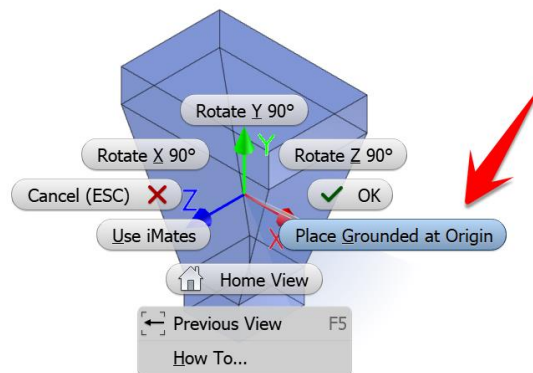 Rotate Y 90°
Y
Rotate X 90°
Rotate Z 90°
Cancel (ESC)
Z
OK
Use iMates
X
Place Grounded at Origin
Home View
Previous View F5
How To...